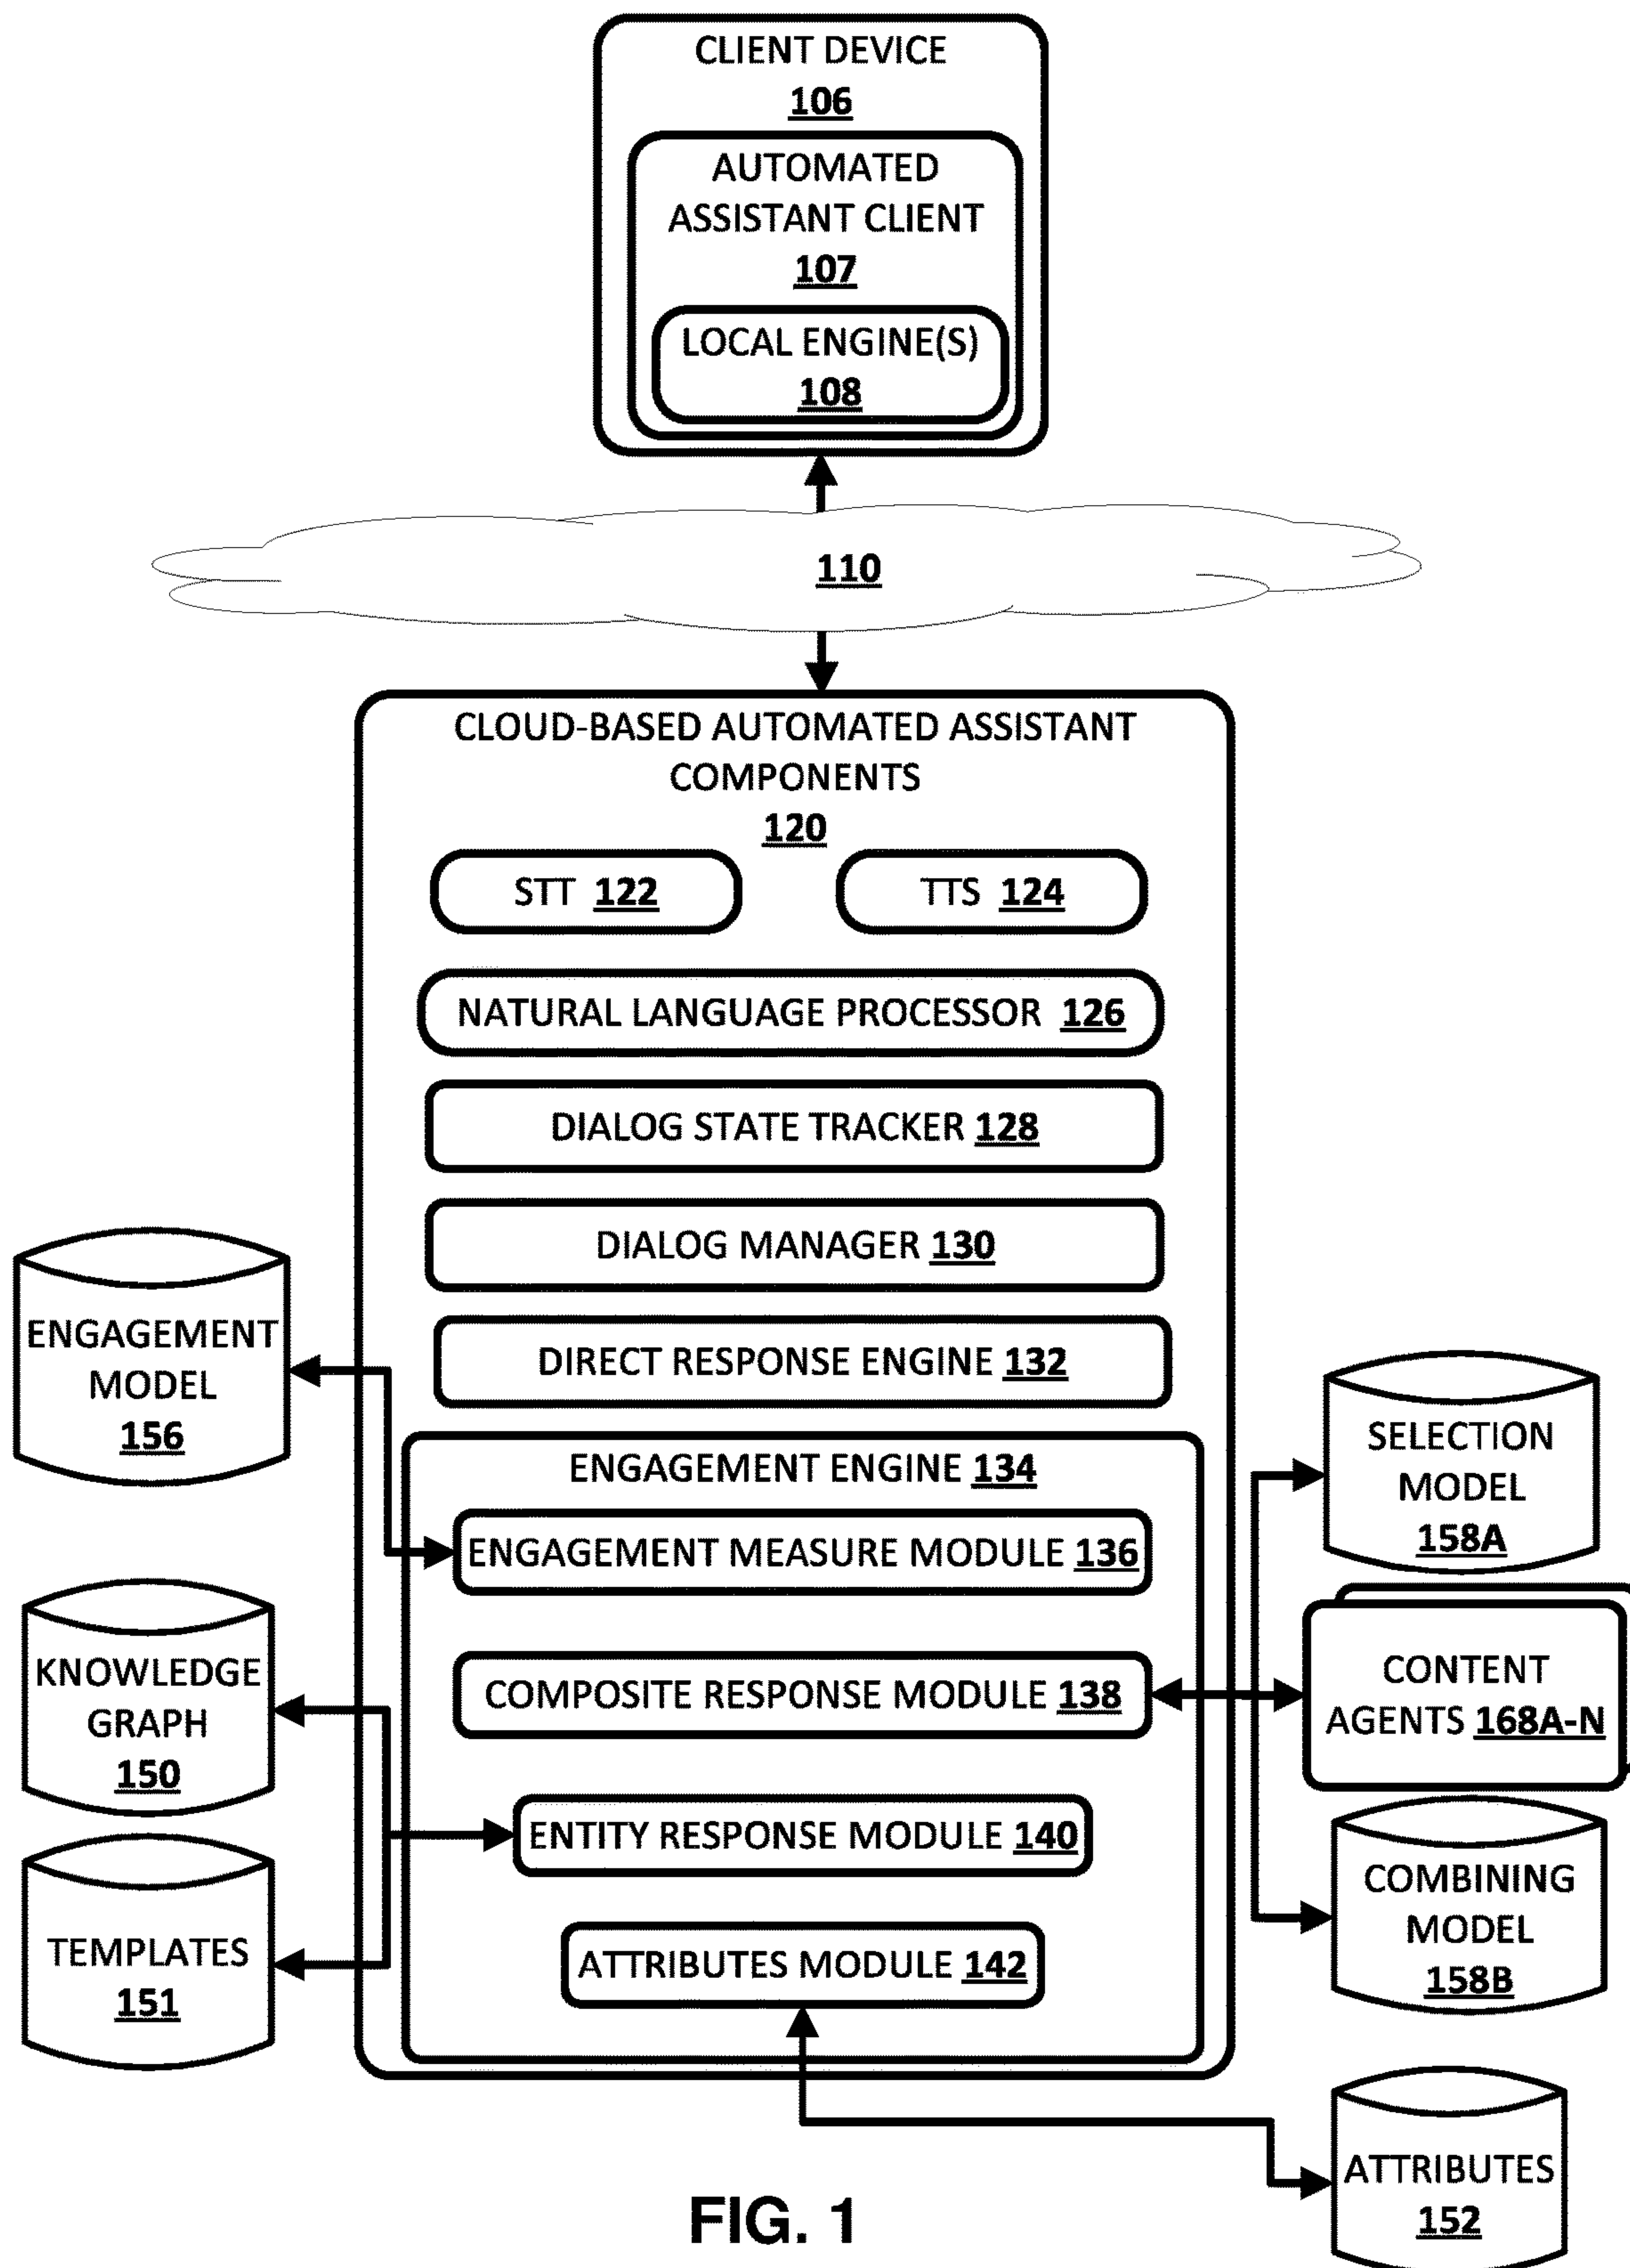 CLIENT DEVICE
106
AUTOMATED
ASSISTANT CLIENT
107
LOCAL ENGINE(S)
108
110
CLOUD-BASED AUTOMATED ASSISTANT
COMPONENTS
120
STT 122
TTS 124
NATURAL LANGUAGE PROCESSOR 126
DIALOG STATE TRACKER 128
DIALOG MANAGER 130
DIRECT RESPONSE ENGINE 132
ENGAGEMENT ENGINE 134
ENGAGEMENT MEASURE MODULE 136
COMPOSITE RESPONSE MODULE 138
ENTITY RESPONSE MODULE 140
ATTRIBUTES MODULE 142
ENGAGEMENT
MODEL
156
KNOWLEDGE
GRAPH
150
TEMPLATES
151
SELECTION
MODEL
158A
CONTENT
AGENTS 168A-N
COMBINING
MODEL
158B
ATTRIBUTES
152
FIG. 1